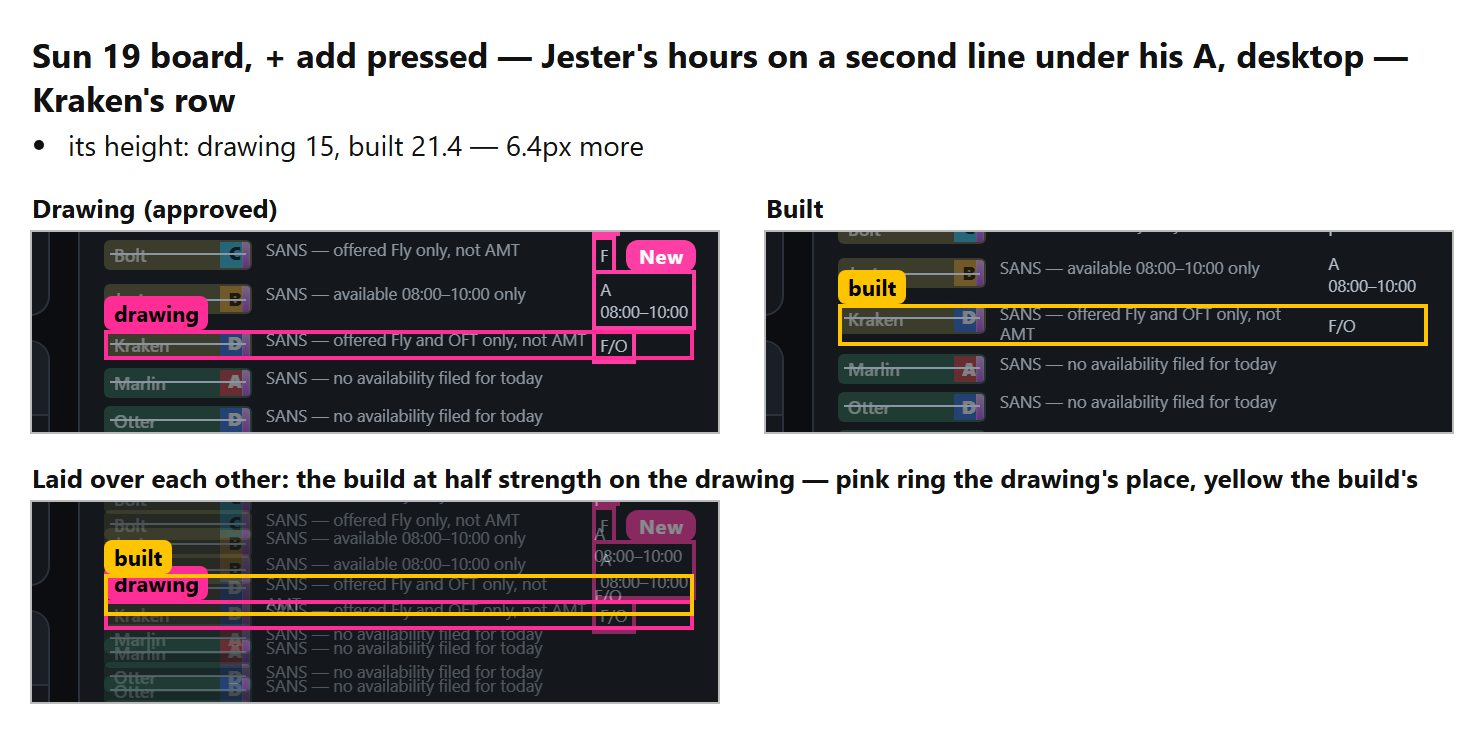 Sun 19 board, + add pressed — Jester's hours on a second line under his A, desktop —
Kraken's row
• its height: drawing 15, built 21.4 — 6.4px more
Drawing (approved)
Built
Bolt C SANS — offered Fly only, not AMT F New
B SANS — available 08:00–10:00 only A
08:00–10:00
drawing
Kraken D SANS — offered Fly and OFT only, not AMT F/O
Marlin A SANS — no availability filed for today
Otter D SANS — no availability filed for today
B SANS — available 08:00–10:00 only A
08:00–10:00
built
Kraken D SANS — offered Fly and OFT only, not
AMT F/O
Marlin A SANS — no availability filed for today
Otter D SANS — no availability filed for today
Laid over each other: the build at half strength on the drawing — pink ring the drawing's place, yellow the build's
Bolt C SANS — offered Fly only, not AMT F New
SANS — available 08:00–10:00 only A
08:00–10:00
built
B SANS — available 08:00–10:00 only A
drawing
D SANS — offered Fly and OFT only, not 08:00–10:00
F/O
Kraken D SANS — offered Fly and OFT only, not AMT F/O
Marlin SANS — no availability filed for today
Marlin A SANS — no availability filed for today
Otter D SANS — no availability filed for today
Otter D SANS — no availability filed for today